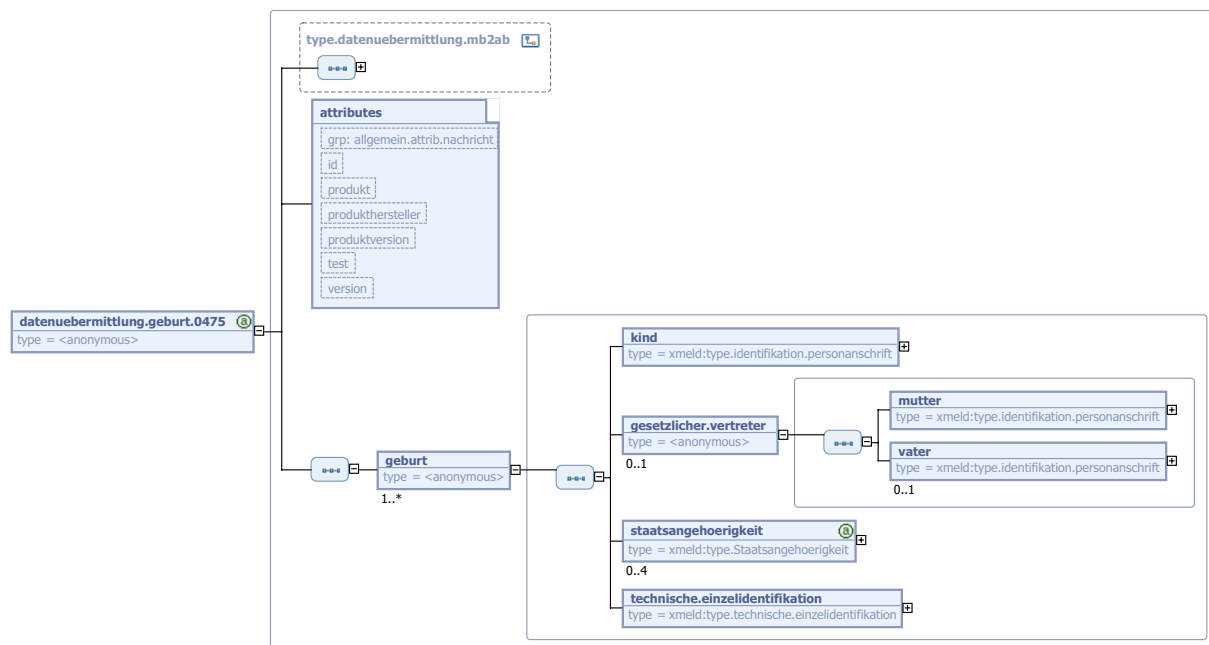 type.datenuebermittlung.mb2ab
attributes
grp: allgemein.attrib.nachricht
id
produkt
produkthersteller
produktversion
test
version
datenuebermittlung.geburt.0475 a
type = <anonymous>
geburt
type = <anonymous>
1..*
kind
type = xmeld:type.identifikation.personanschrift
gesetzlicher.vertreter
type = <anonymous>
0..1
mutter
type = xmeld:type.identifikation.personanschrift
vater
type = xmeld:type.identifikation.personanschrift
0..1
staatsangehoerigkeit a
type = xmeld:type.Staatsangehoerigkeit
0..4
technische.einzelidentifikation
type = xmeld:type.technische.einzelidentifikation